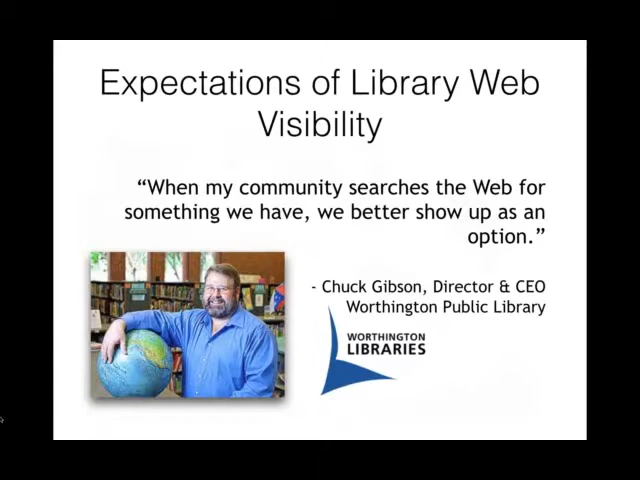 Expectations of Library Web
Visibility
“When my community searches the Web for
something we have, we better show up as an
option.”
- Chuck Gibson, Director & CEO
Worthington Public Library
WORTHINGTON
LIBRARIES